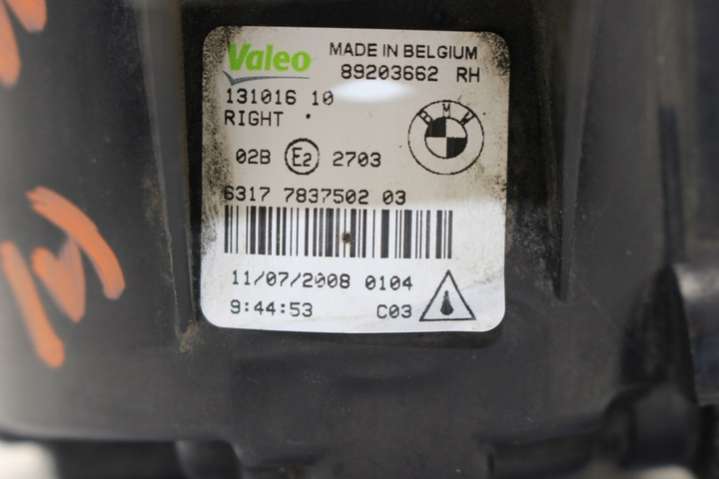 Valeo MADE IN BELGIUM
89203662 RH
131016 10
RIGHT
BMW
02B E2 2703
6317 7837502 03
11/07/2008 0104
9:44:53 C03